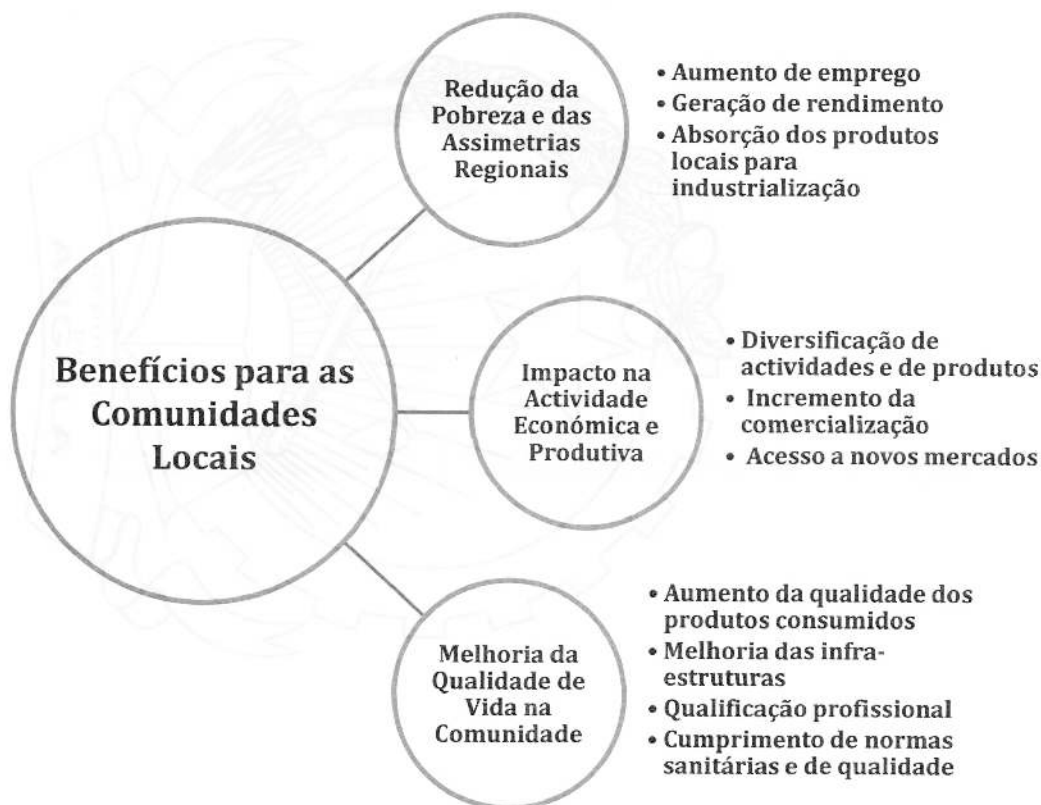 Benefícios para as
Comunidades
Locais
Redução da
Pobreza e das
Assimetrias
Regionais
• Aumento de emprego
• Geração de rendimento
• Absorção dos produtos
locais para
industrialização
Impacto na
Actividade
Económica e
Produtiva
• Diversificação de
actividades e de produtos
• Incremento da
comercialização
• Acesso a novos mercados
Melhoria da
Qualidade de
Vida na
Comunidade
• Aumento da qualidade dos
produtos consumidos
• Melhoria das infra-
estruturas
• Qualificação profissional
• Cumprimento de normas
sanitárias e de qualidade